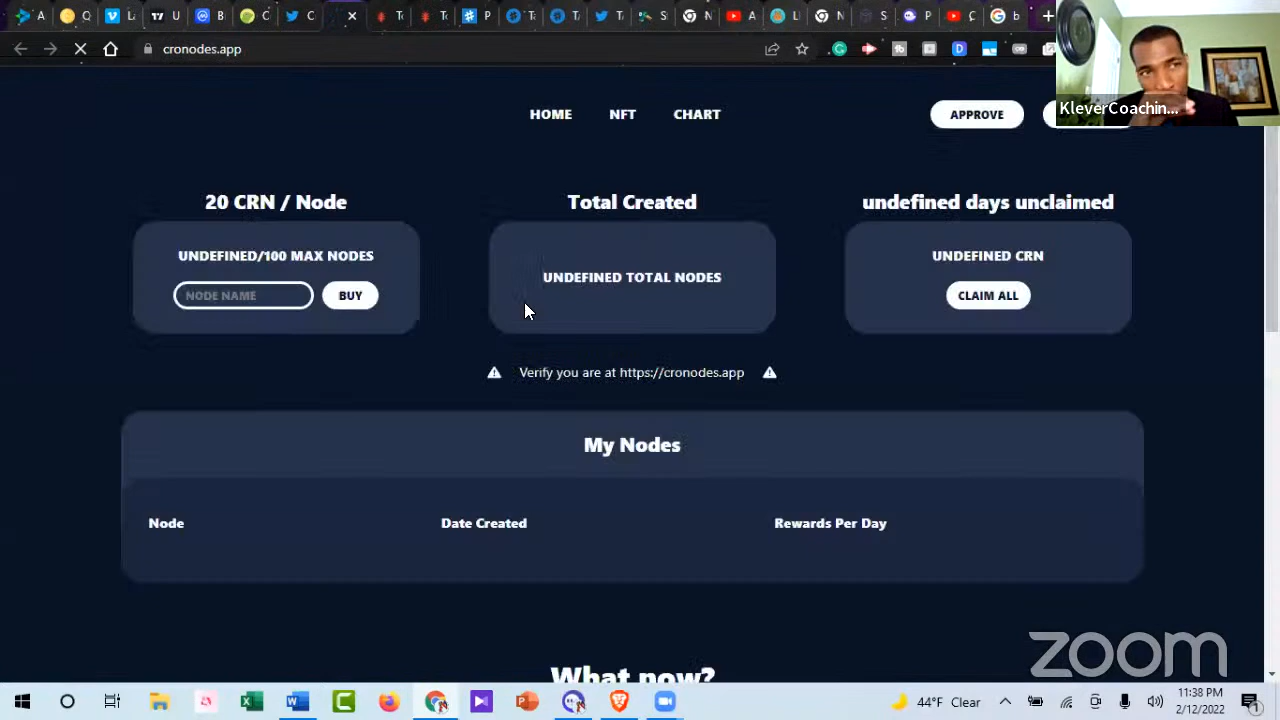 cronodes.app
KleverCoachin...
HOME
NFT
CHART
APPROVE
20 CRN / Node
UNDEFINED/100 MAX NODES
NODE NAME
BUY
Total Created
UNDEFINED TOTAL NODES
undefined days unclaimed
UNDEFINED CRN
CLAIM ALL
Verify you are at https://cronodes.app
My Nodes
Node
Date Created
Rewards Per Day
What now?
zoom
44°F Clear
11:38 PM
2/12/2022